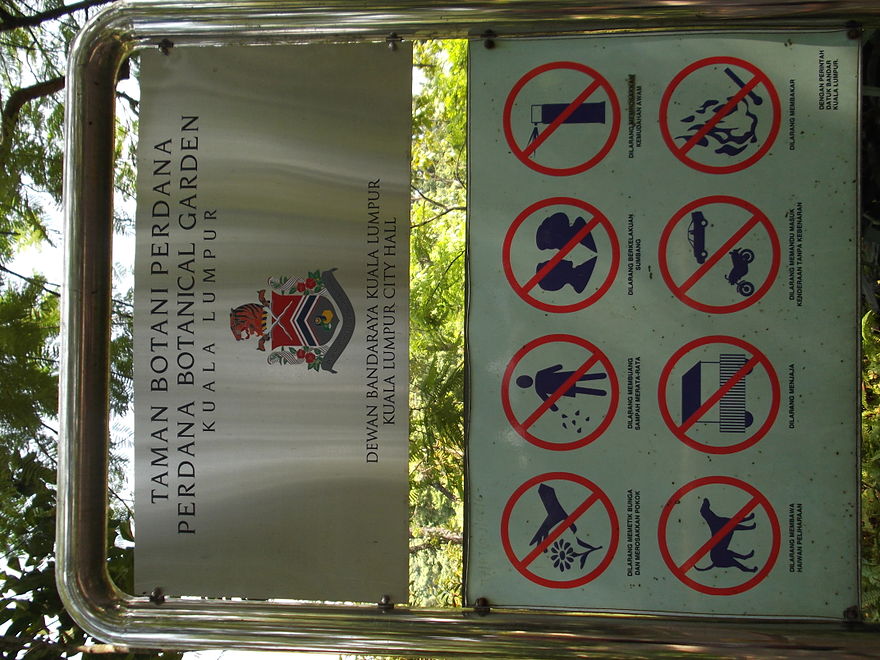 TAMAN BOTANI PERDANA
PERDANA BOTANICAL GARDEN
KUALA LUMPUR
DEWAN BANDARAYA KUALA LUMPUR
KUALA LUMPUR CITY HALL
DILARANG MEMETIK BUNGA
DAN MEROSAKKAN POKOK
DILARANG MEMBUANG
SAMPAH MERATA-RATA
DILARANG BERKELAKUAN
SUMBANG
DILARANG MEROSAKKAN
KEMUDAHAN AWAM
DILARANG MEMBAWA
HAIWAN PELIHARAAN
DILARANG MENJAJA
DILARANG MEMANDU MASUK
KENDERAAN TANPA KEBENARAN
DILARANG MEMBAKAR
DENGAN PERINTAH
DATUK BANDAR
KUALA LUMPUR.